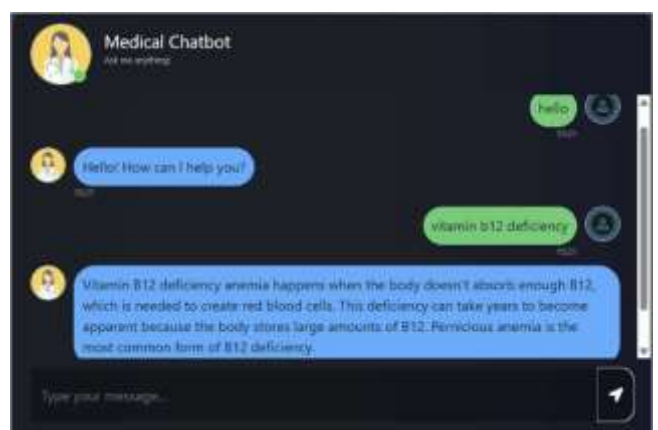 Medical Chatbot
Ask me anything!
hello
Hello! How can I help you?
vitamin b12 deficiency
Vitamin B12 deficiency anemia happens when the body doesn't absorb enough B12,
which is needed to create red blood cells. This deficiency can take years to become
apparent because the body stores large amounts of B12. Pernicious anemia is the
most common form of B12 deficiency.
Type your message...